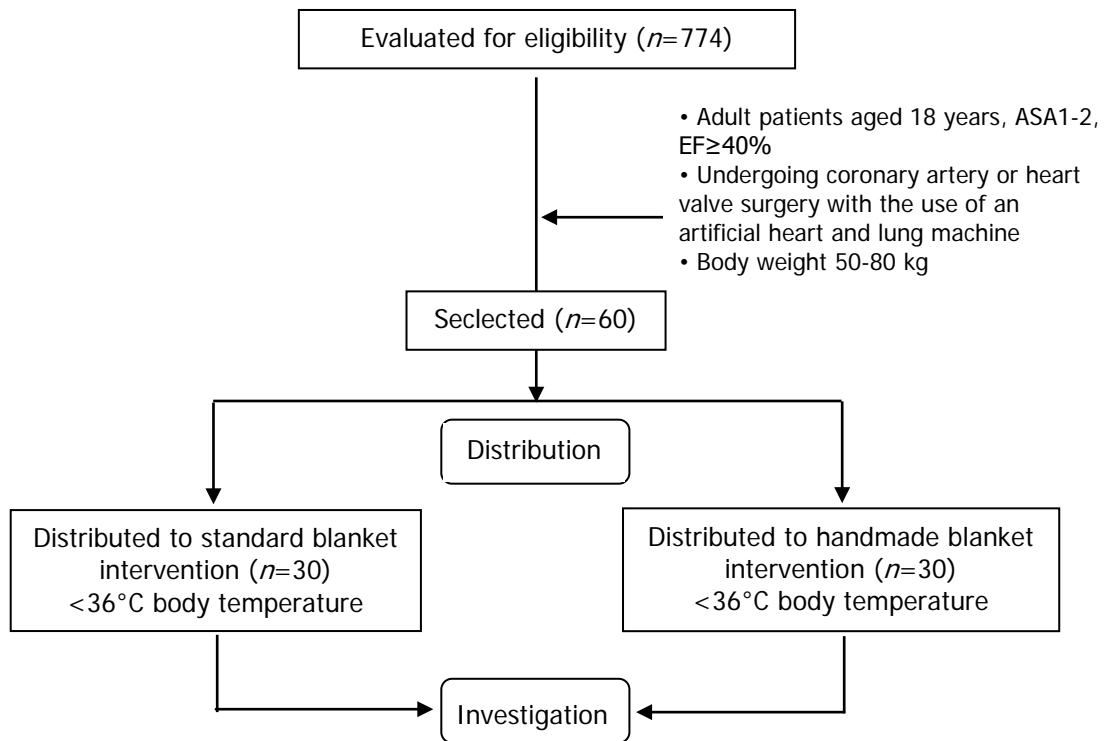 Evaluated for eligibility (n=774)
• Adult patients aged 18 years, ASA1-2,
EF≥40%
• Undergoing coronary artery or heart
valve surgery with the use of an
artificial heart and lung machine
• Body weight 50-80 kg
Seclected (n=60)
Distribution
Distributed to standard blanket
intervention (n=30)
<36°C body temperature
Distributed to handmade blanket
intervention (n=30)
<36°C body temperature
Investigation